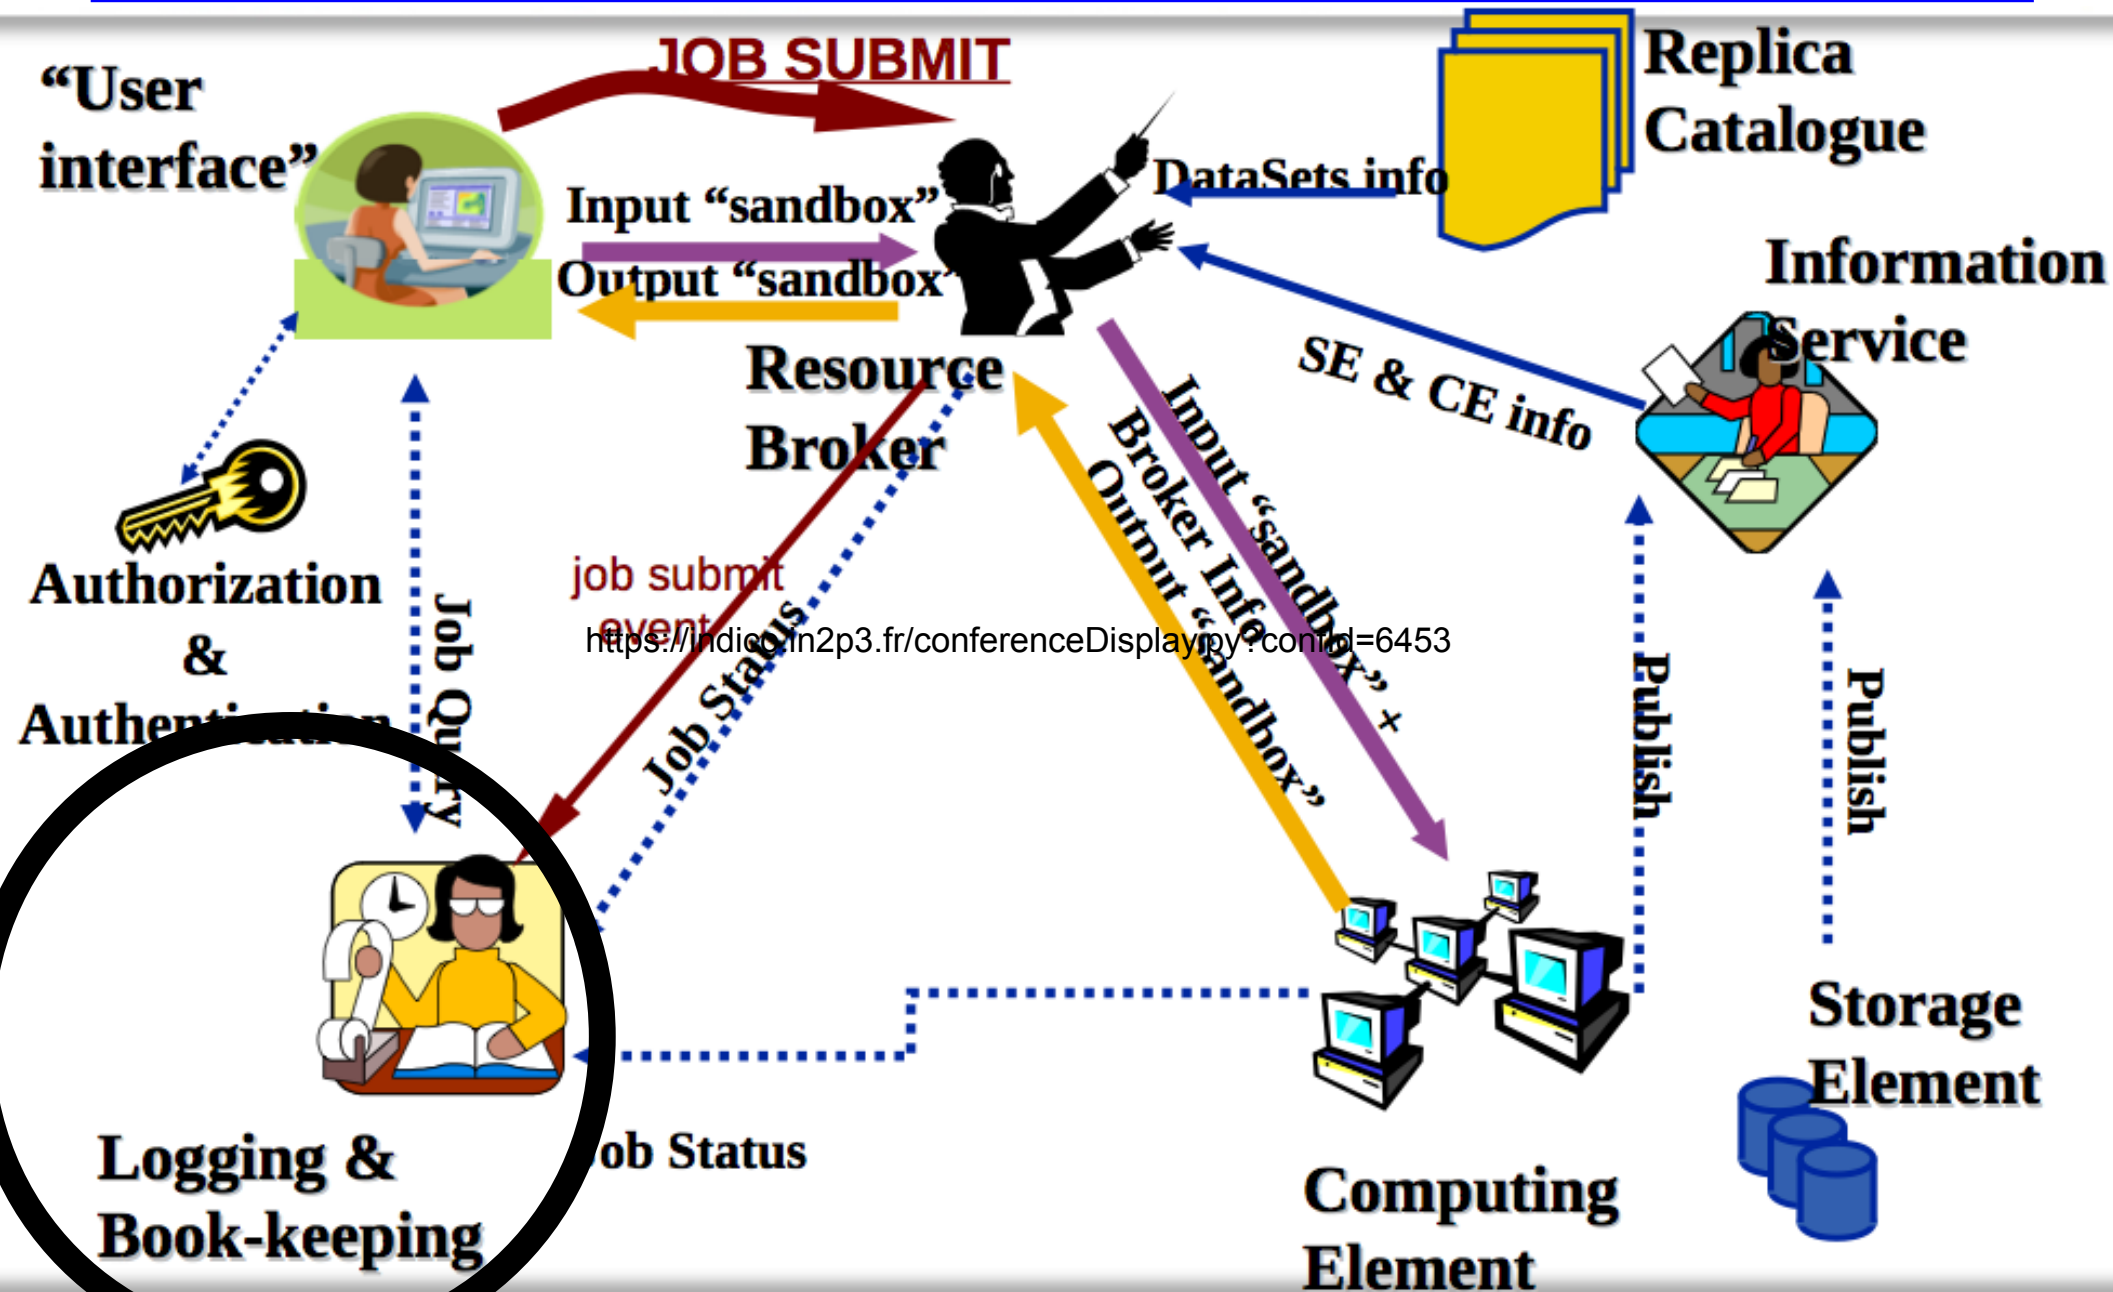 JOB SUBMIT
“User
interface”
Replica
Catalogue
DataSets info
Input “sandbox”
Output “sandbox”
Information
Service
SE & CE info
Resource
Broker
Input “sandbox” +
Broker Info
Output “sandbox”
Authorization
&
Authentication
Job Query
job submit
event
Job Status
https://indico.in2p3.fr/conferenceDisplay.py?confId=6453
Publish
Publish
Storage
Element
Logging &
Book-keeping
Job Status
Computing
Element